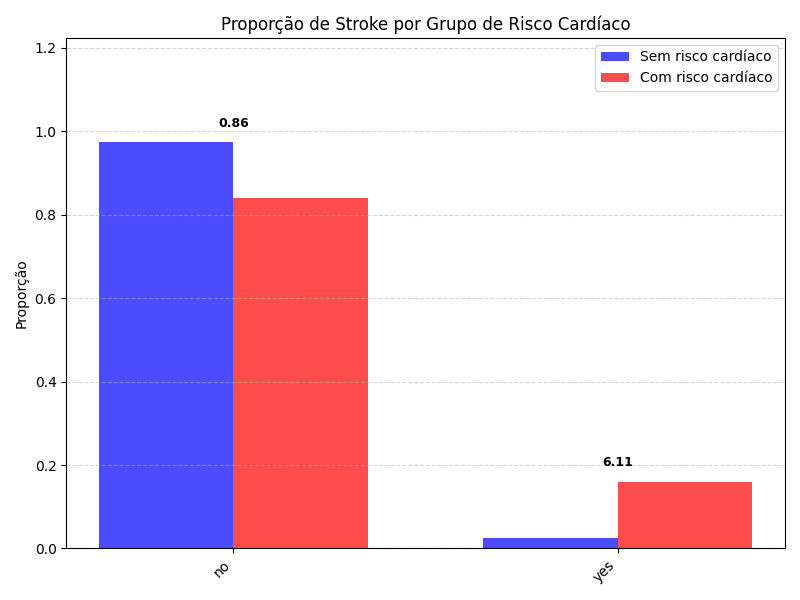 Proporção de Stroke por Grupo de Risco Cardíaco
Sem risco cardíaco
Com risco cardíaco
Proporção
1.2
1.0
0.8
0.6
0.4
0.2
0.0
0.86
6.11
no
yes